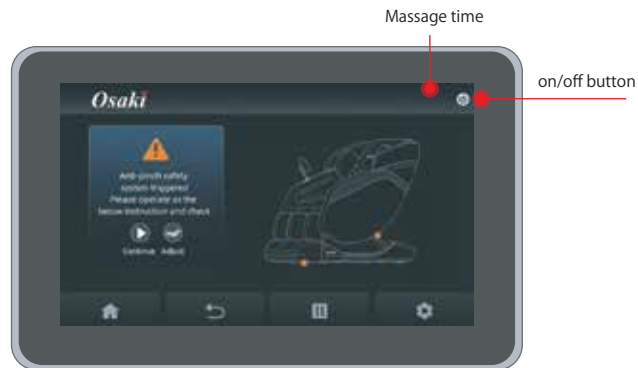 Massage time
on/off button
Osaki
Anti-pinch safety
system triggered
Please operate as the
below instruction and check
Continue Adjust